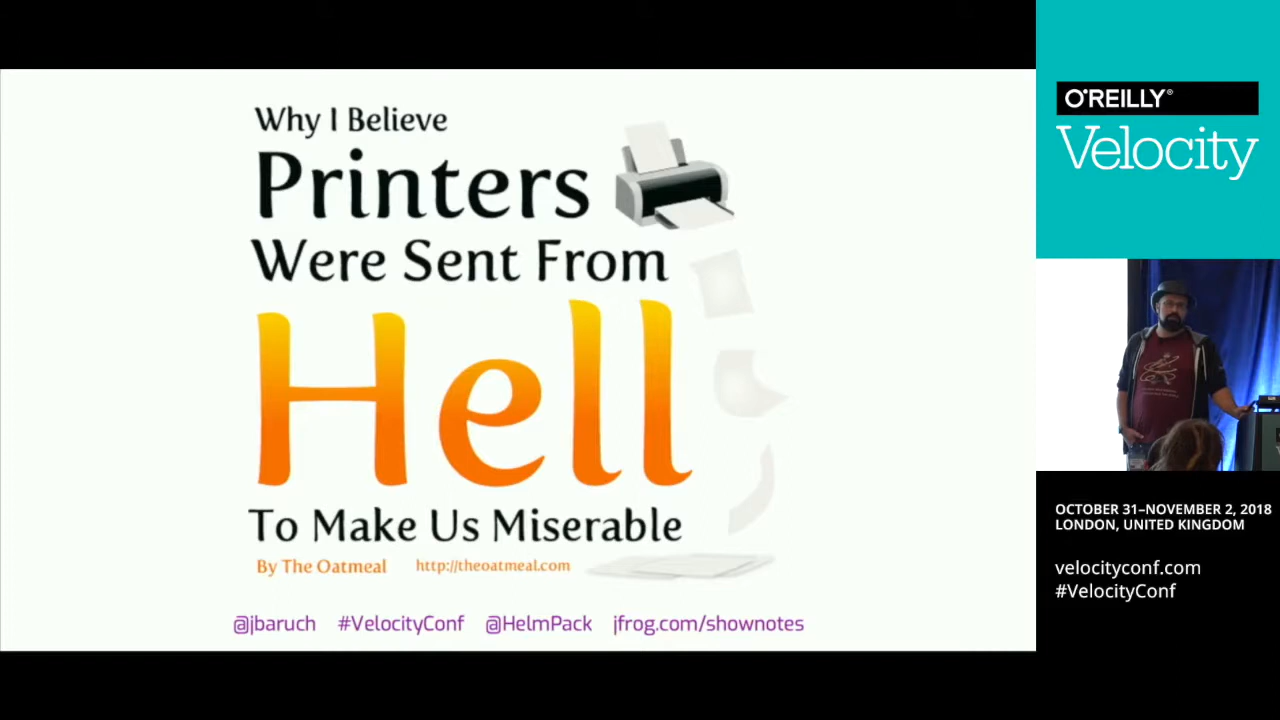 Why I Believe
Printers
Were Sent From
Hell
To Make Us Miserable
By The Oatmeal http://theoatmeal.com
@jbaruch #VelocityConf @HelmPack jfrog.com/shownotes
O'REILLY®
Velocity
OCTOBER 31–NOVEMBER 2, 2018
LONDON, UNITED KINGDOM
velocityconf.com
#VelocityConf